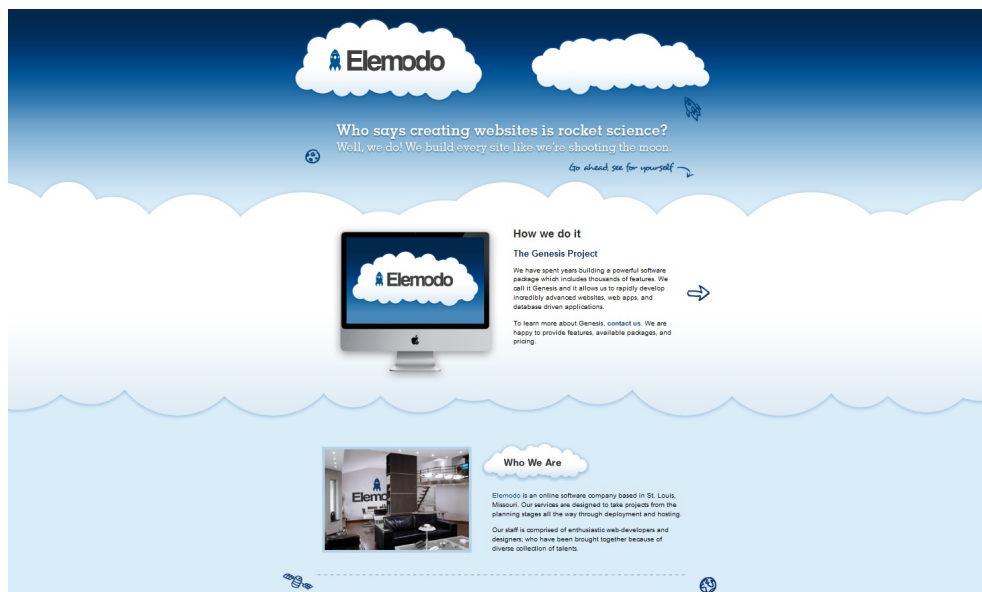 Elemodo
Who says creating websites is rocket science?
Well, we do! We build every site like we're shooting the moon.
Go ahead, see for yourself
How we do it
The Genesis Project
Elemodo
We have spent years building a powerful software
package which includes thousands of features. We
call it Genesis and it allows us to rapidly develop
incredibly advanced websites, web apps, and
database driven applications.
To learn more about Genesis, contact us. We are
happy to provide features, available packages, and
pricing.
Who We Are
Elemo
Elemodo is an online software company based in St. Louis,
Missouri. Our services are designed to take projects from the
planning stages all the way through deployment and hosting.
Our staff is comprised of enthusiastic web-developers and
designers; who have been brought together because of
diverse collection of talents.